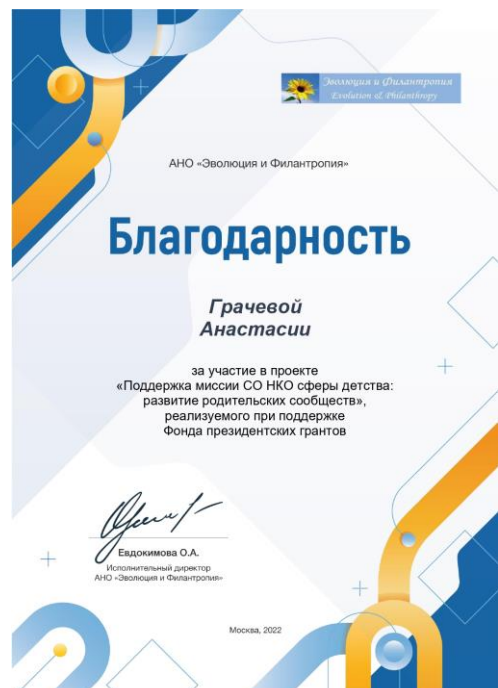 Эволюция и Филантропия
Evolution & Philanthropy
АНО «Эволюция и Филантропия»
Благодарность
Грачевой
Анастасии
за участие в проекте
«Поддержка миссии СО НКО сферы детства:
развитие родительских сообществ»,
реализуемого при поддержке
Фонда президентских грантов
Евдокимова О.А.
Исполнительный директор
АНО «Эволюция и Филантропия»
Москва, 2022